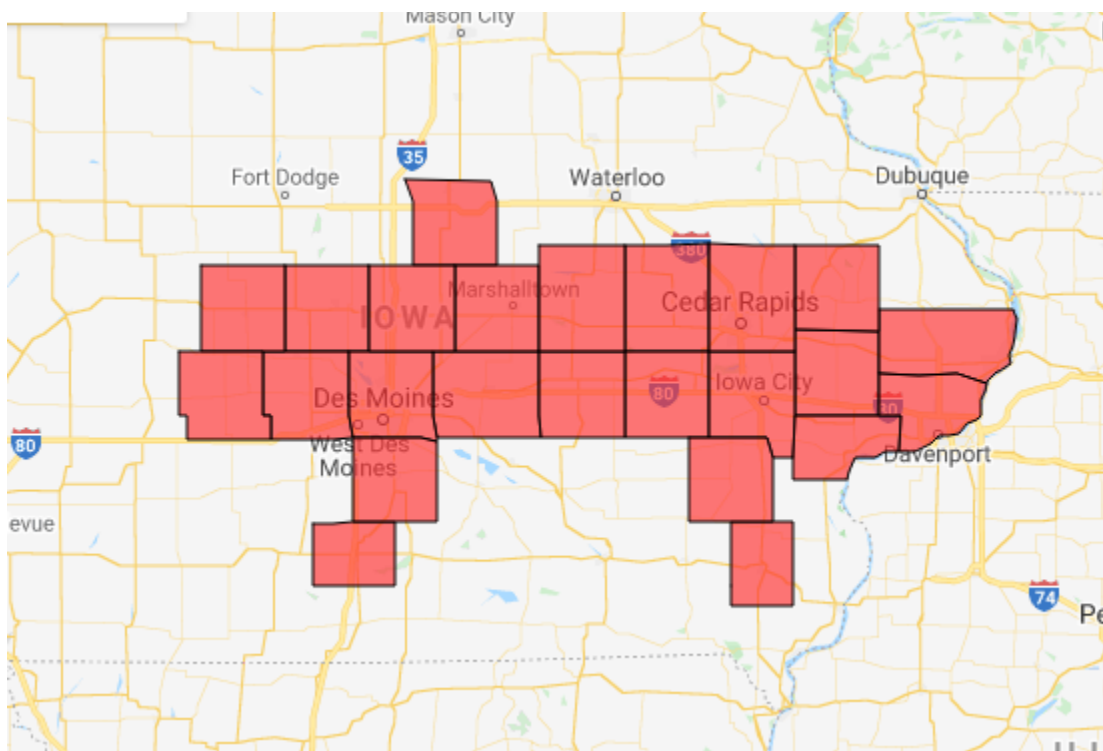 Mason City
35
Fort Dodge
Waterloo
Dubuque
380
Marshalltown
IOWA
Cedar Rapids
Des Moines
80
Iowa City
80
80
West Des
Moines
Davenport
evue
74
Pe